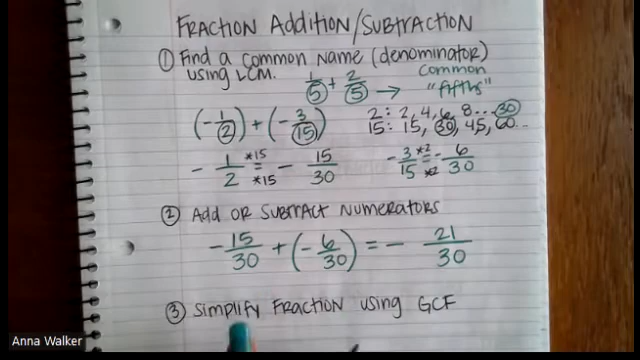 FRACTION ADDITION/SUBTRACTION
① Find a common name (denominator)
using LCM. 1/5 + 2/5 → common "fifths"
(-1/2) + (-3/15) 2: 2, 4, 6, 8... 30
15: 15, 30, 45, 60...
-1/2 *15/*15 = -15/30 -3/15 *2/*2 = -6/30
② Add OR SUBTRACT NUMERATORS
-15/30 + (-6/30) = -21/30
③ Simplify FRACTION using GCF
Anna Walker